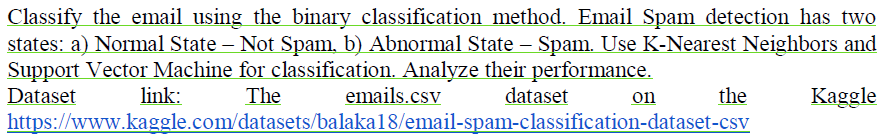 Classify the email using the binary classification method. Email Spam detection has two
states: a) Normal State – Not Spam, b) Abnormal State – Spam. Use K-Nearest Neighbors and
Support Vector Machine for classification. Analyze their performance.
Dataset link: The emails.csv dataset on the Kaggle
https://www.kaggle.com/datasets/balaka18/email-spam-classification-dataset-csv